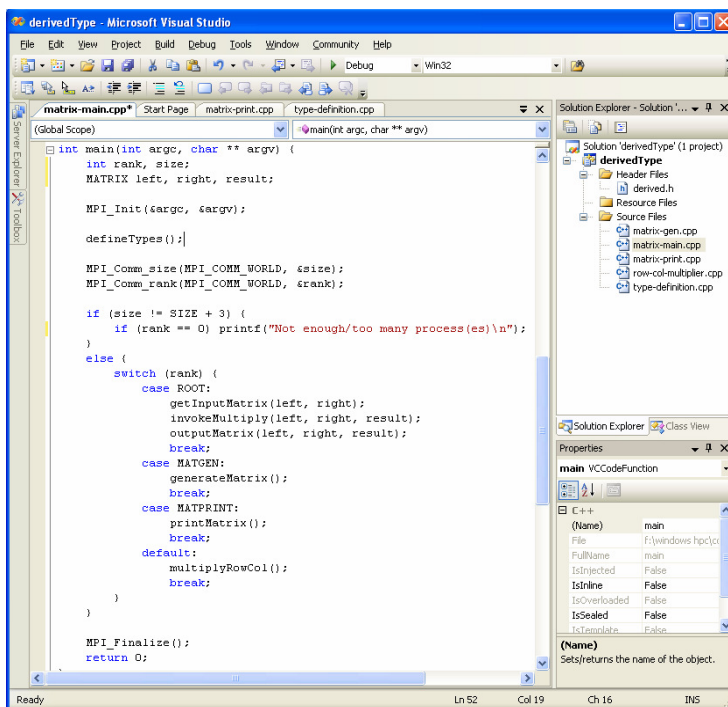 derivedType - Microsoft Visual Studio
File Edit View Project Build Debug Tools Window Community Help
Debug Win32
matrix-main.cpp* Start Page matrix-print.cpp type-definition.cpp
(Global Scope) main(int argc, char ** argv)
Server Explorer
Toolbox
int main(int argc, char ** argv) {
int rank, size;
MATRIX left, right, result;
MPI_Init(&argc, &argv);
defineTypes();
MPI_Comm_size(MPI_COMM_WORLD, &size);
MPI_Comm_rank(MPI_COMM_WORLD, &rank);
if (size != SIZE + 3) {
if (rank == 0) printf("Not enough/too many process(es)\n");
}
else {
switch (rank) {
case ROOT:
getInputMatrix(left, right);
invokeMultiply(left, right, result);
outputMatrix(left, right, result);
break;
case MATGEN:
generateMatrix();
break;
case MATPRINT:
printMatrix();
break;
default:
multiplyRowCol();
break;
}
}
MPI_Finalize();
return 0;
Solution Explorer - Solution '...
Solution 'derivedType' (1 project)
derivedType
Header Files
derived.h
Resource Files
Source Files
matrix-gen.cpp
matrix-main.cpp
matrix-print.cpp
row-col-multiplier.cpp
type-definition.cpp
Solution Explorer Class View
Properties
main VCCodeFunction
C++
(Name) main
File f:\windows hpc\co
FullName main
IsInjected False
IsInline False
IsOverloaded False
IsSealed False
IsTemplate False
(Name)
Sets/returns the name of the object.
Ready Ln 52 Col 19 Ch 16 INS